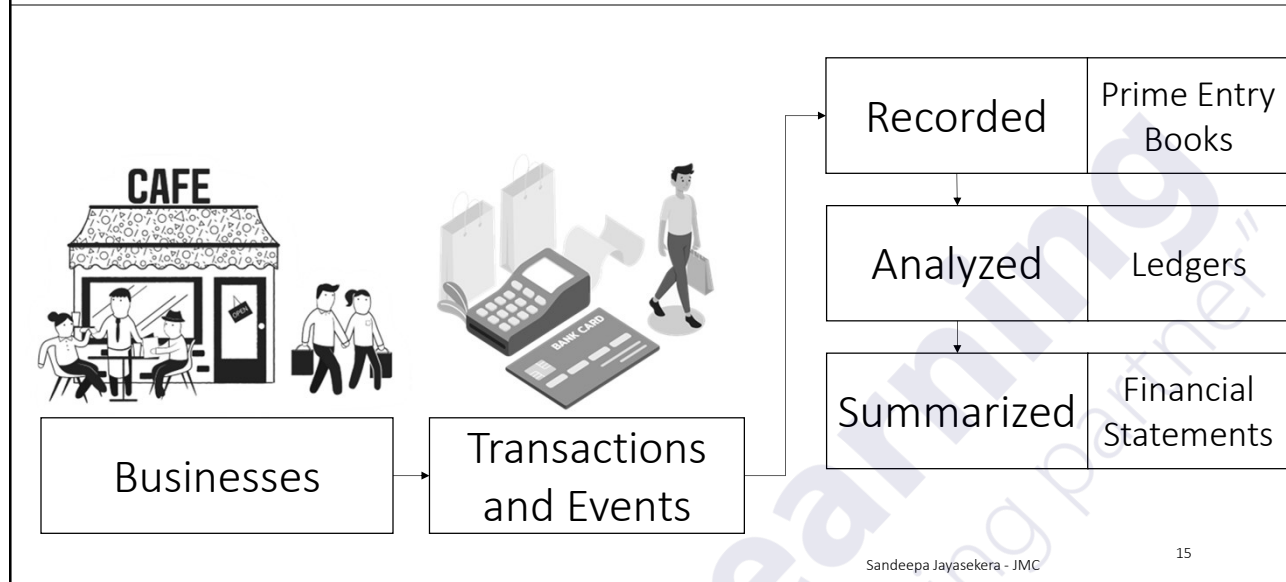 CAFE
OPEN
BANK CARD
Businesses
Transactions
and Events
Recorded
Prime Entry
Books
Analyzed
Ledgers
Summarized
Financial
Statements
Sandeepa Jayasekera - JMC
15